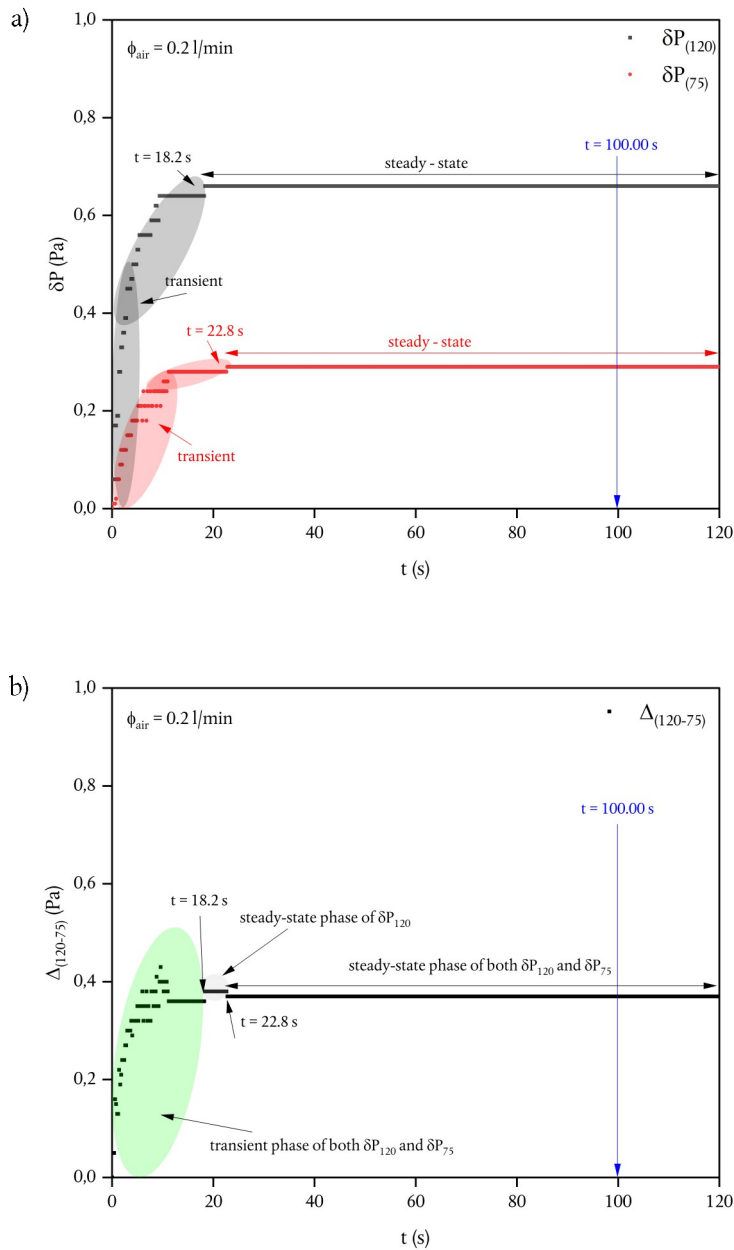 a)
1,0
ϕair = 0.2 l/min
δP(120)
δP(75)
0,8
t = 18.2 s
steady - state
t = 100.00 s
0,6
δP (Pa)
transient
0,4
t = 22.8 s
steady - state
0,2
transient
0,0
0 20 40 60 80 100 120
t (s)
b)
1,0
ϕair = 0.2 l/min
Δ(120-75)
0,8
t = 100.00 s
0,6
Δ(120-75) (Pa)
t = 18.2 s
steady-state phase of δP120
steady-state phase of both δP120 and δP75
0,4
t = 22.8 s
0,2
transient phase of both δP120 and δP75
0,0
0 20 40 60 80 100 120
t (s)